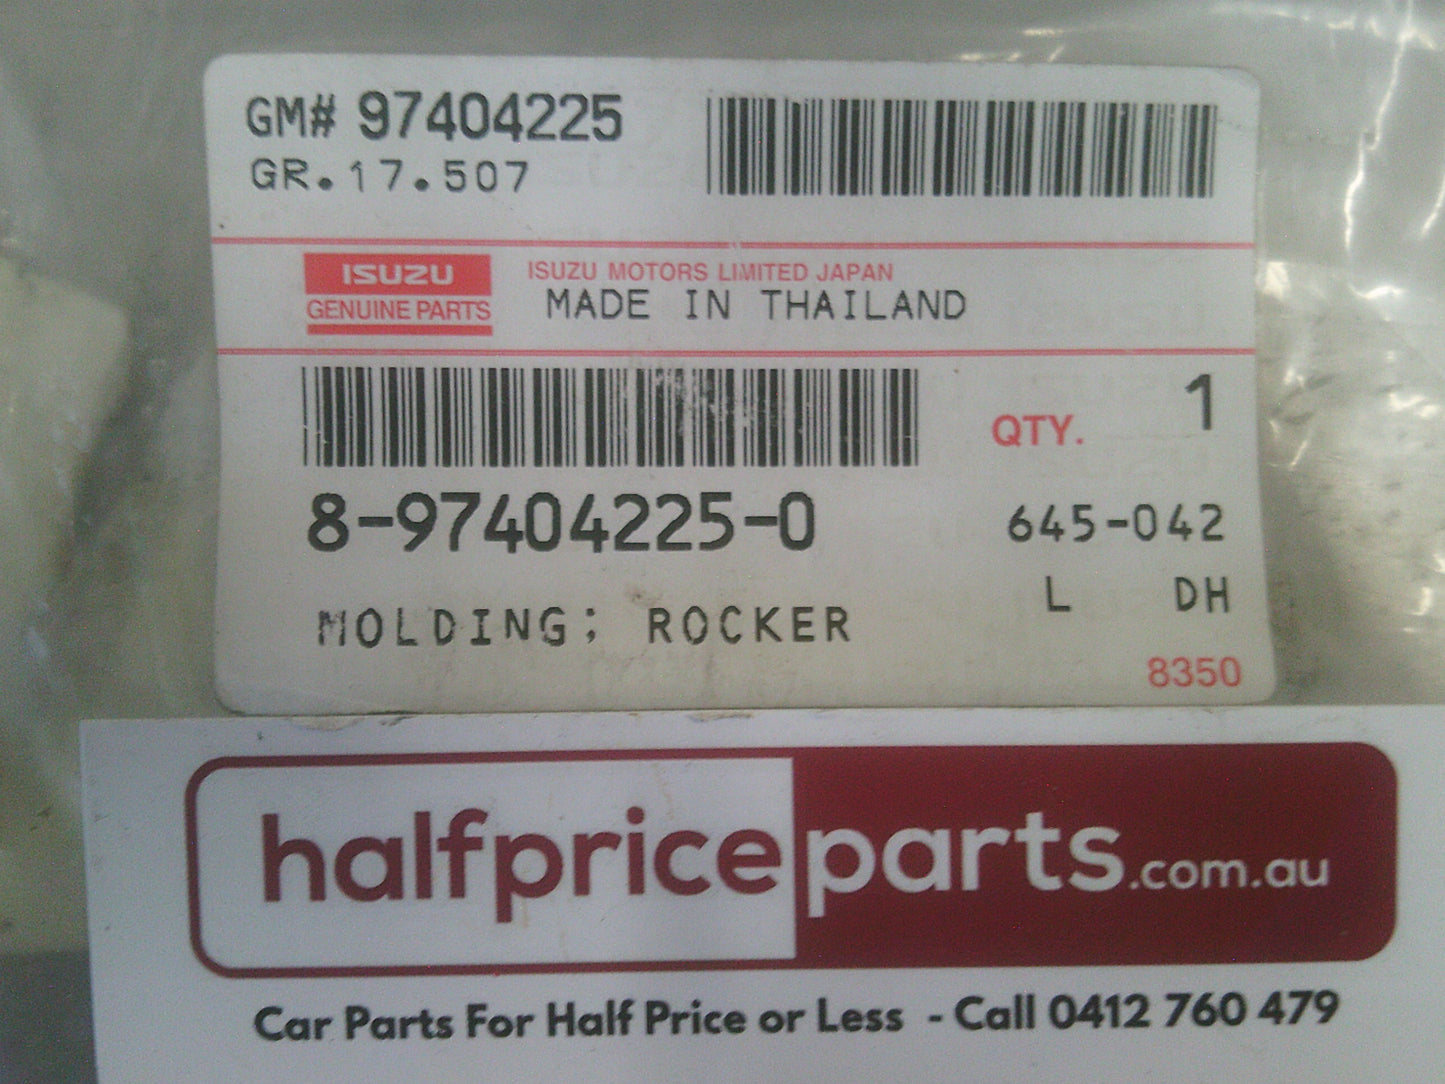 GM# 97404225
GR.17.507
ISUZU
GENUINE PARTS
ISUZU MOTORS LIMITED JAPAN
MADE IN THAILAND
QTY. 1
8-97404225-0
645-042
L DH
MOLDING; ROCKER
8350
halfpriceparts.com.au
Car Parts For Half Price or Less - Call 0412 760 479